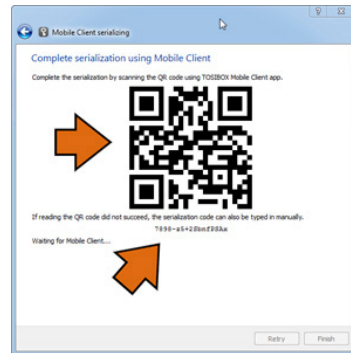 Mobile Client serializing
Complete serialization using Mobile Client
Complete the serialization by scanning the QR code using TOSIBOX Mobile Client app.
If reading the QR code did not succeed, the serialization code can also be typed in manually.
Waiting for Mobile Client...
Retry Finish